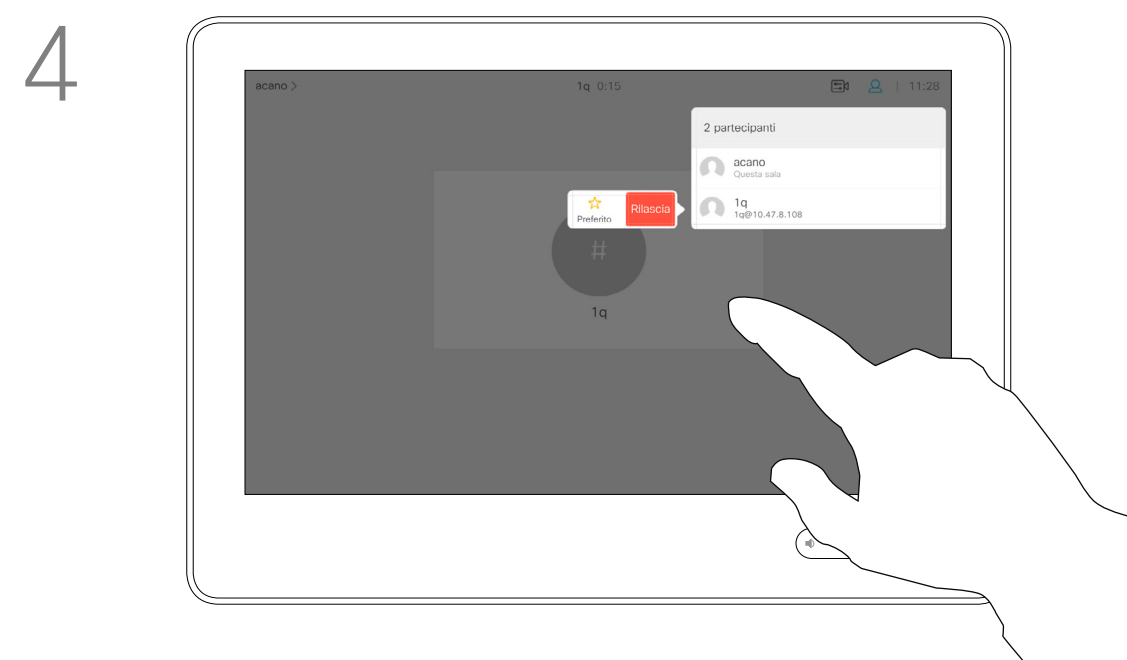 4
acano >
1q 0:15
11:28
2 partecipanti
acano
Questa sala
Preferito
Rilascia
1q
1q@10.47.8.108
#
1q